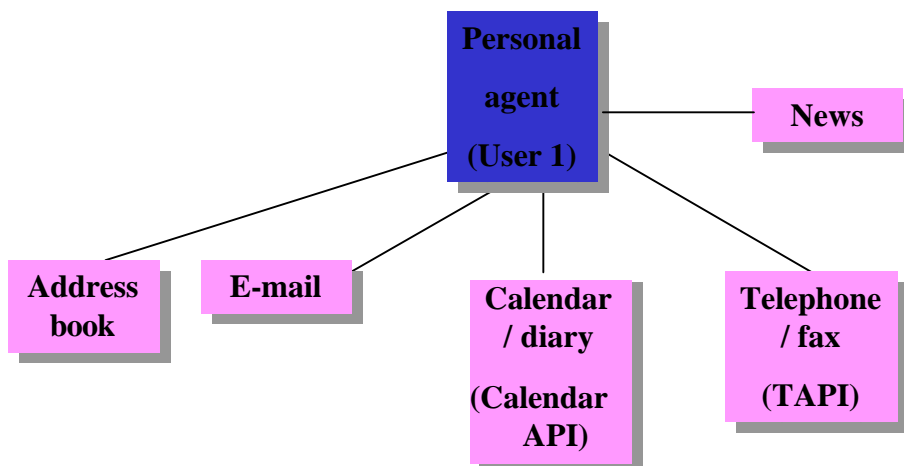 Personal
agent
(User 1)
News
Address
book
E-mail
Calendar
/ diary
(Calendar
API)
Telephone
/ fax
(TAPI)